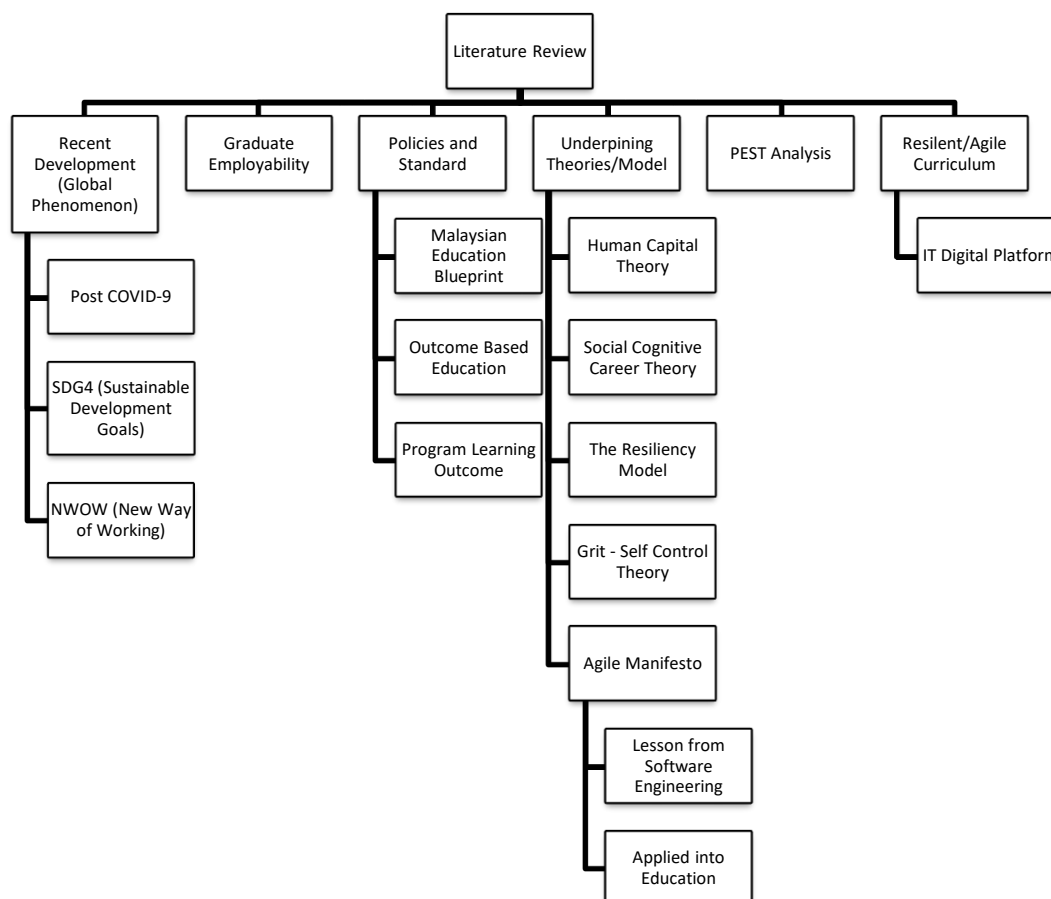 Literature Review
Recent
Development
(Global
Phenomenon)
Graduate
Employability
Policies and
Standard
Underpining
Theories/Model
PEST Analysis
Resilent/Agile
Curriculum
Post COVID-9
SDG4 (Sustainable
Development
Goals)
NWOW (New Way
of Working)
Malaysian
Education
Blueprint
Outcome Based
Education
Program Learning
Outcome
Human Capital
Theory
Social Cognitive
Career Theory
The Resiliency
Model
Grit - Self Control
Theory
Agile Manifesto
Lesson from
Software
Engineering
Applied into
Education
IT Digital Platform